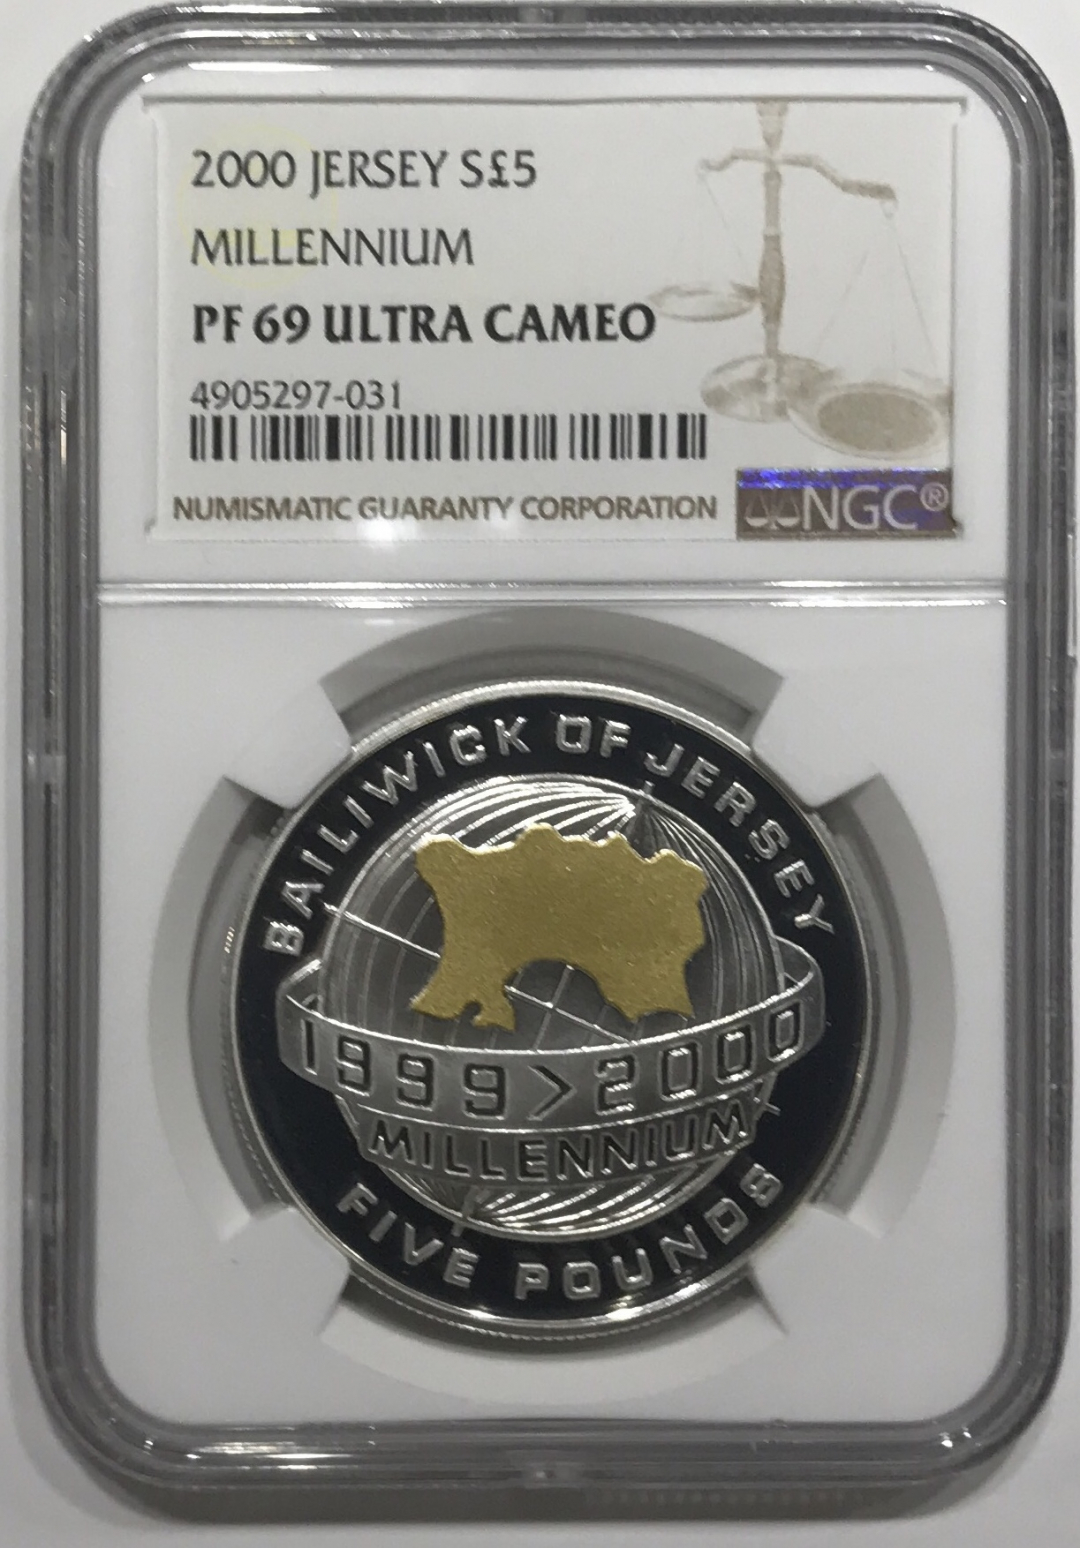 2000 JERSEY S£5
MILLENNIUM
PF 69 ULTRA CAMEO
4905297-031
NUMISMATIC GUARANTY CORPORATION
NGC®
BAILIWICK OF JERSEY
1999>2000
MILLENNIUM
FIVE POUNDS